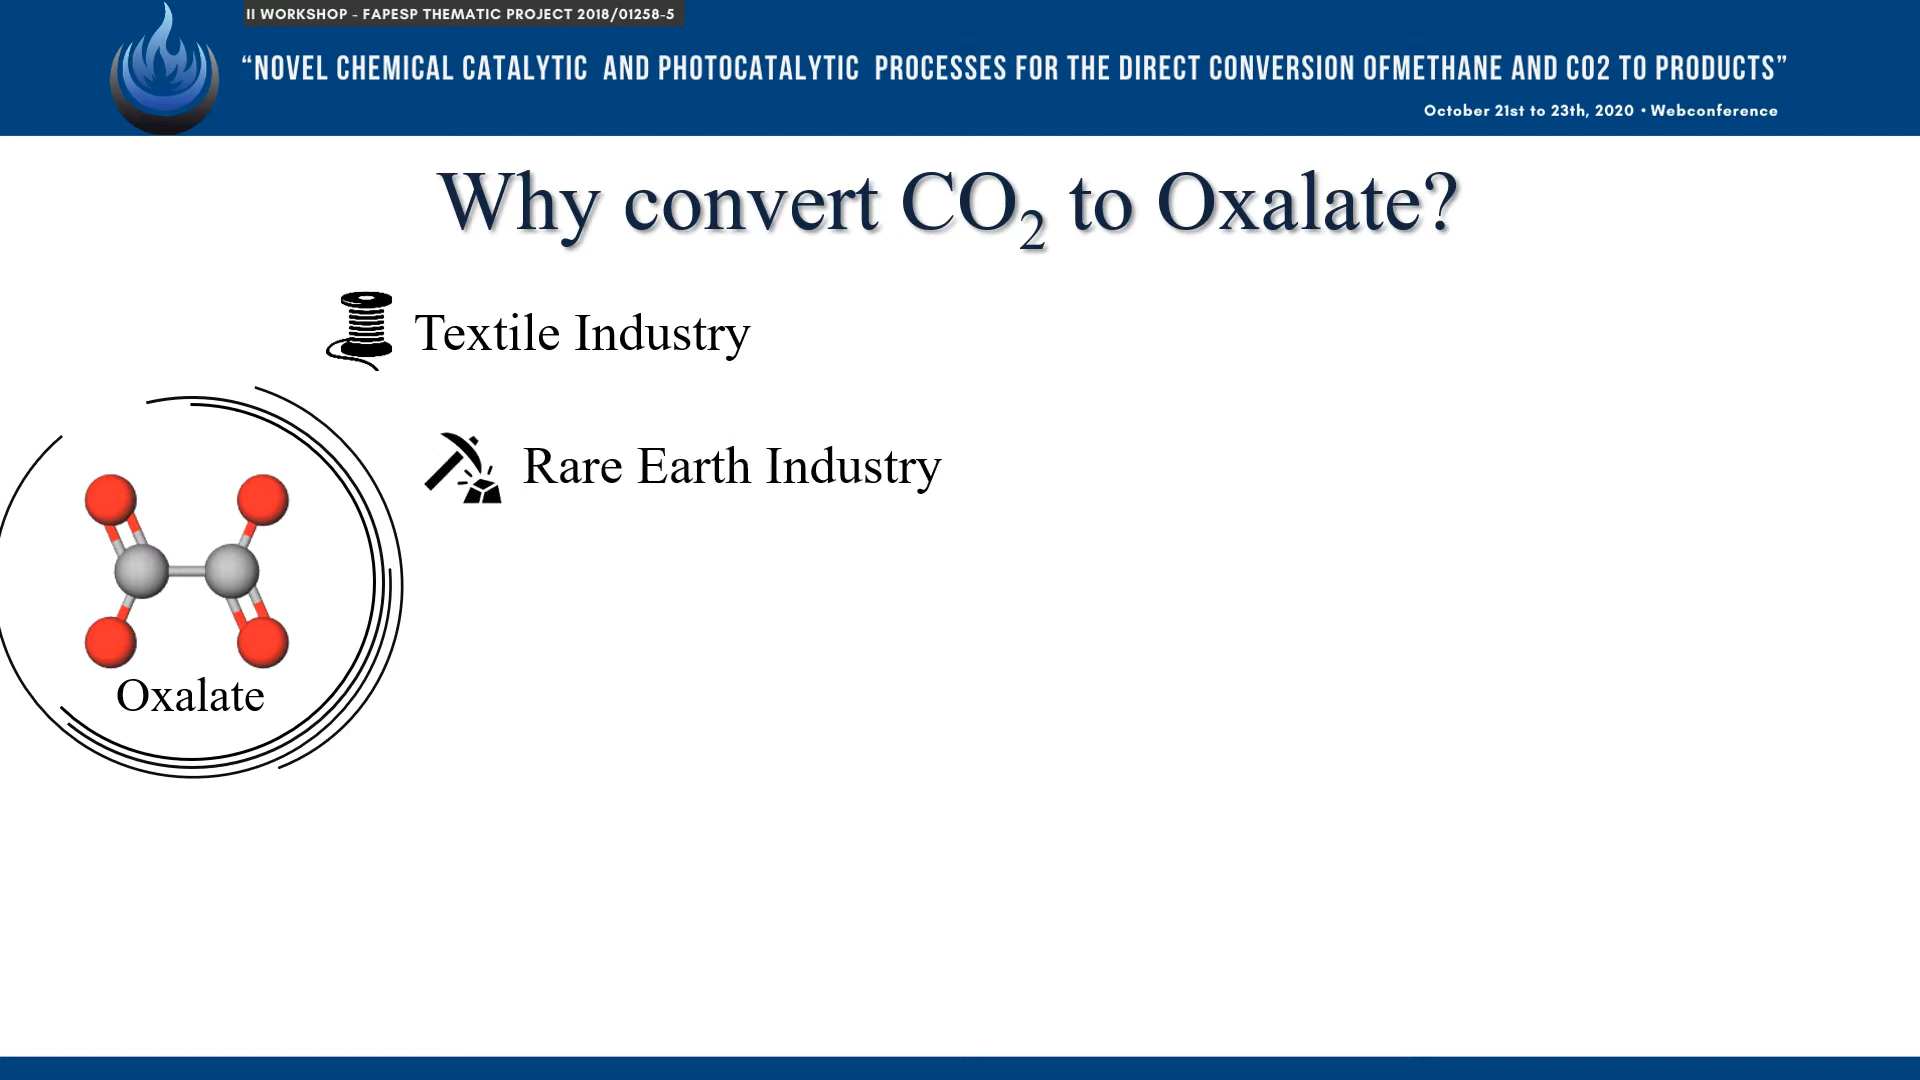 II WORKSHOP - FAPESP THEMATIC PROJECT 2018/01258-5
“NOVEL CHEMICAL CATALYTIC AND PHOTOCATALYTIC PROCESSES FOR THE DIRECT CONVERSION OFMETHANE AND CO2 TO PRODUCTS”
October 21st to 23th, 2020 • Webconference
Why convert CO₂ to Oxalate?
Textile Industry
Rare Earth Industry
Oxalate